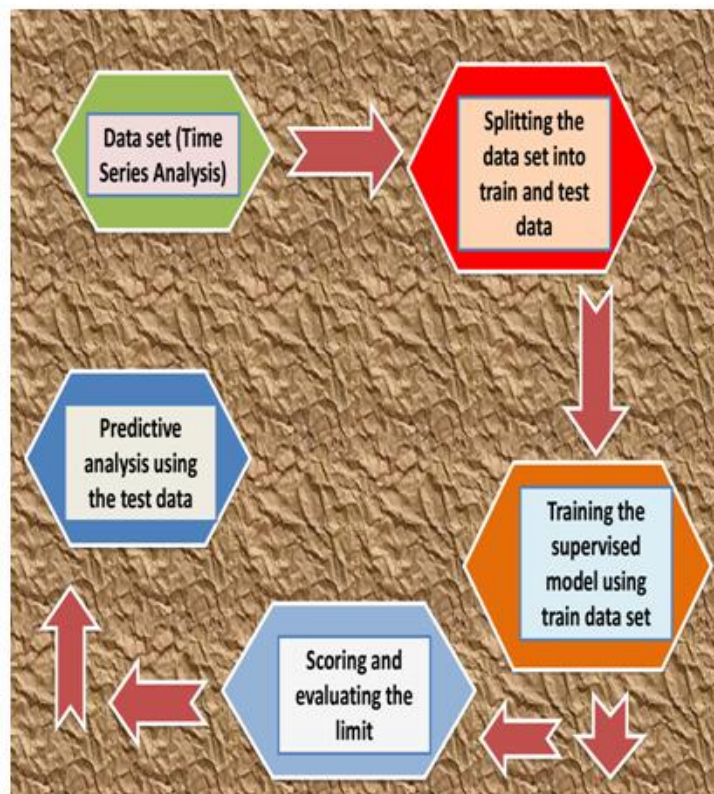 Data set (Time
Series Analysis)
Splitting the
data set into
train and test
data
Training the
supervised
model using
train data set
Scoring and
evaluating the
limit
Predictive
analysis using
the test data